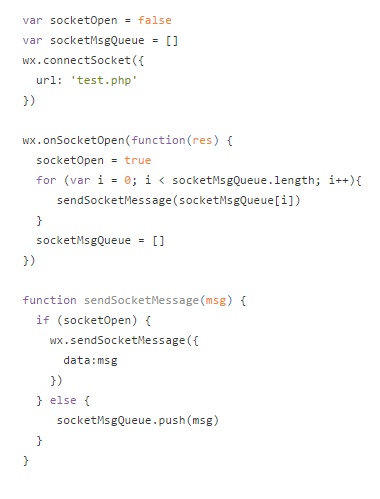 var socketOpen = false
var socketMsgQueue = []
wx.connectSocket({
  url: 'test.php'
})

wx.onSocketOpen(function(res) {
  socketOpen = true
  for (var i = 0; i < socketMsgQueue.length; i++){
     sendSocketMessage(socketMsgQueue[i])
  }
  socketMsgQueue = []
})

function sendSocketMessage(msg) {
  if (socketOpen) {
    wx.sendSocketMessage({
      data:msg
    })
  } else {
     socketMsgQueue.push(msg)
  }
}